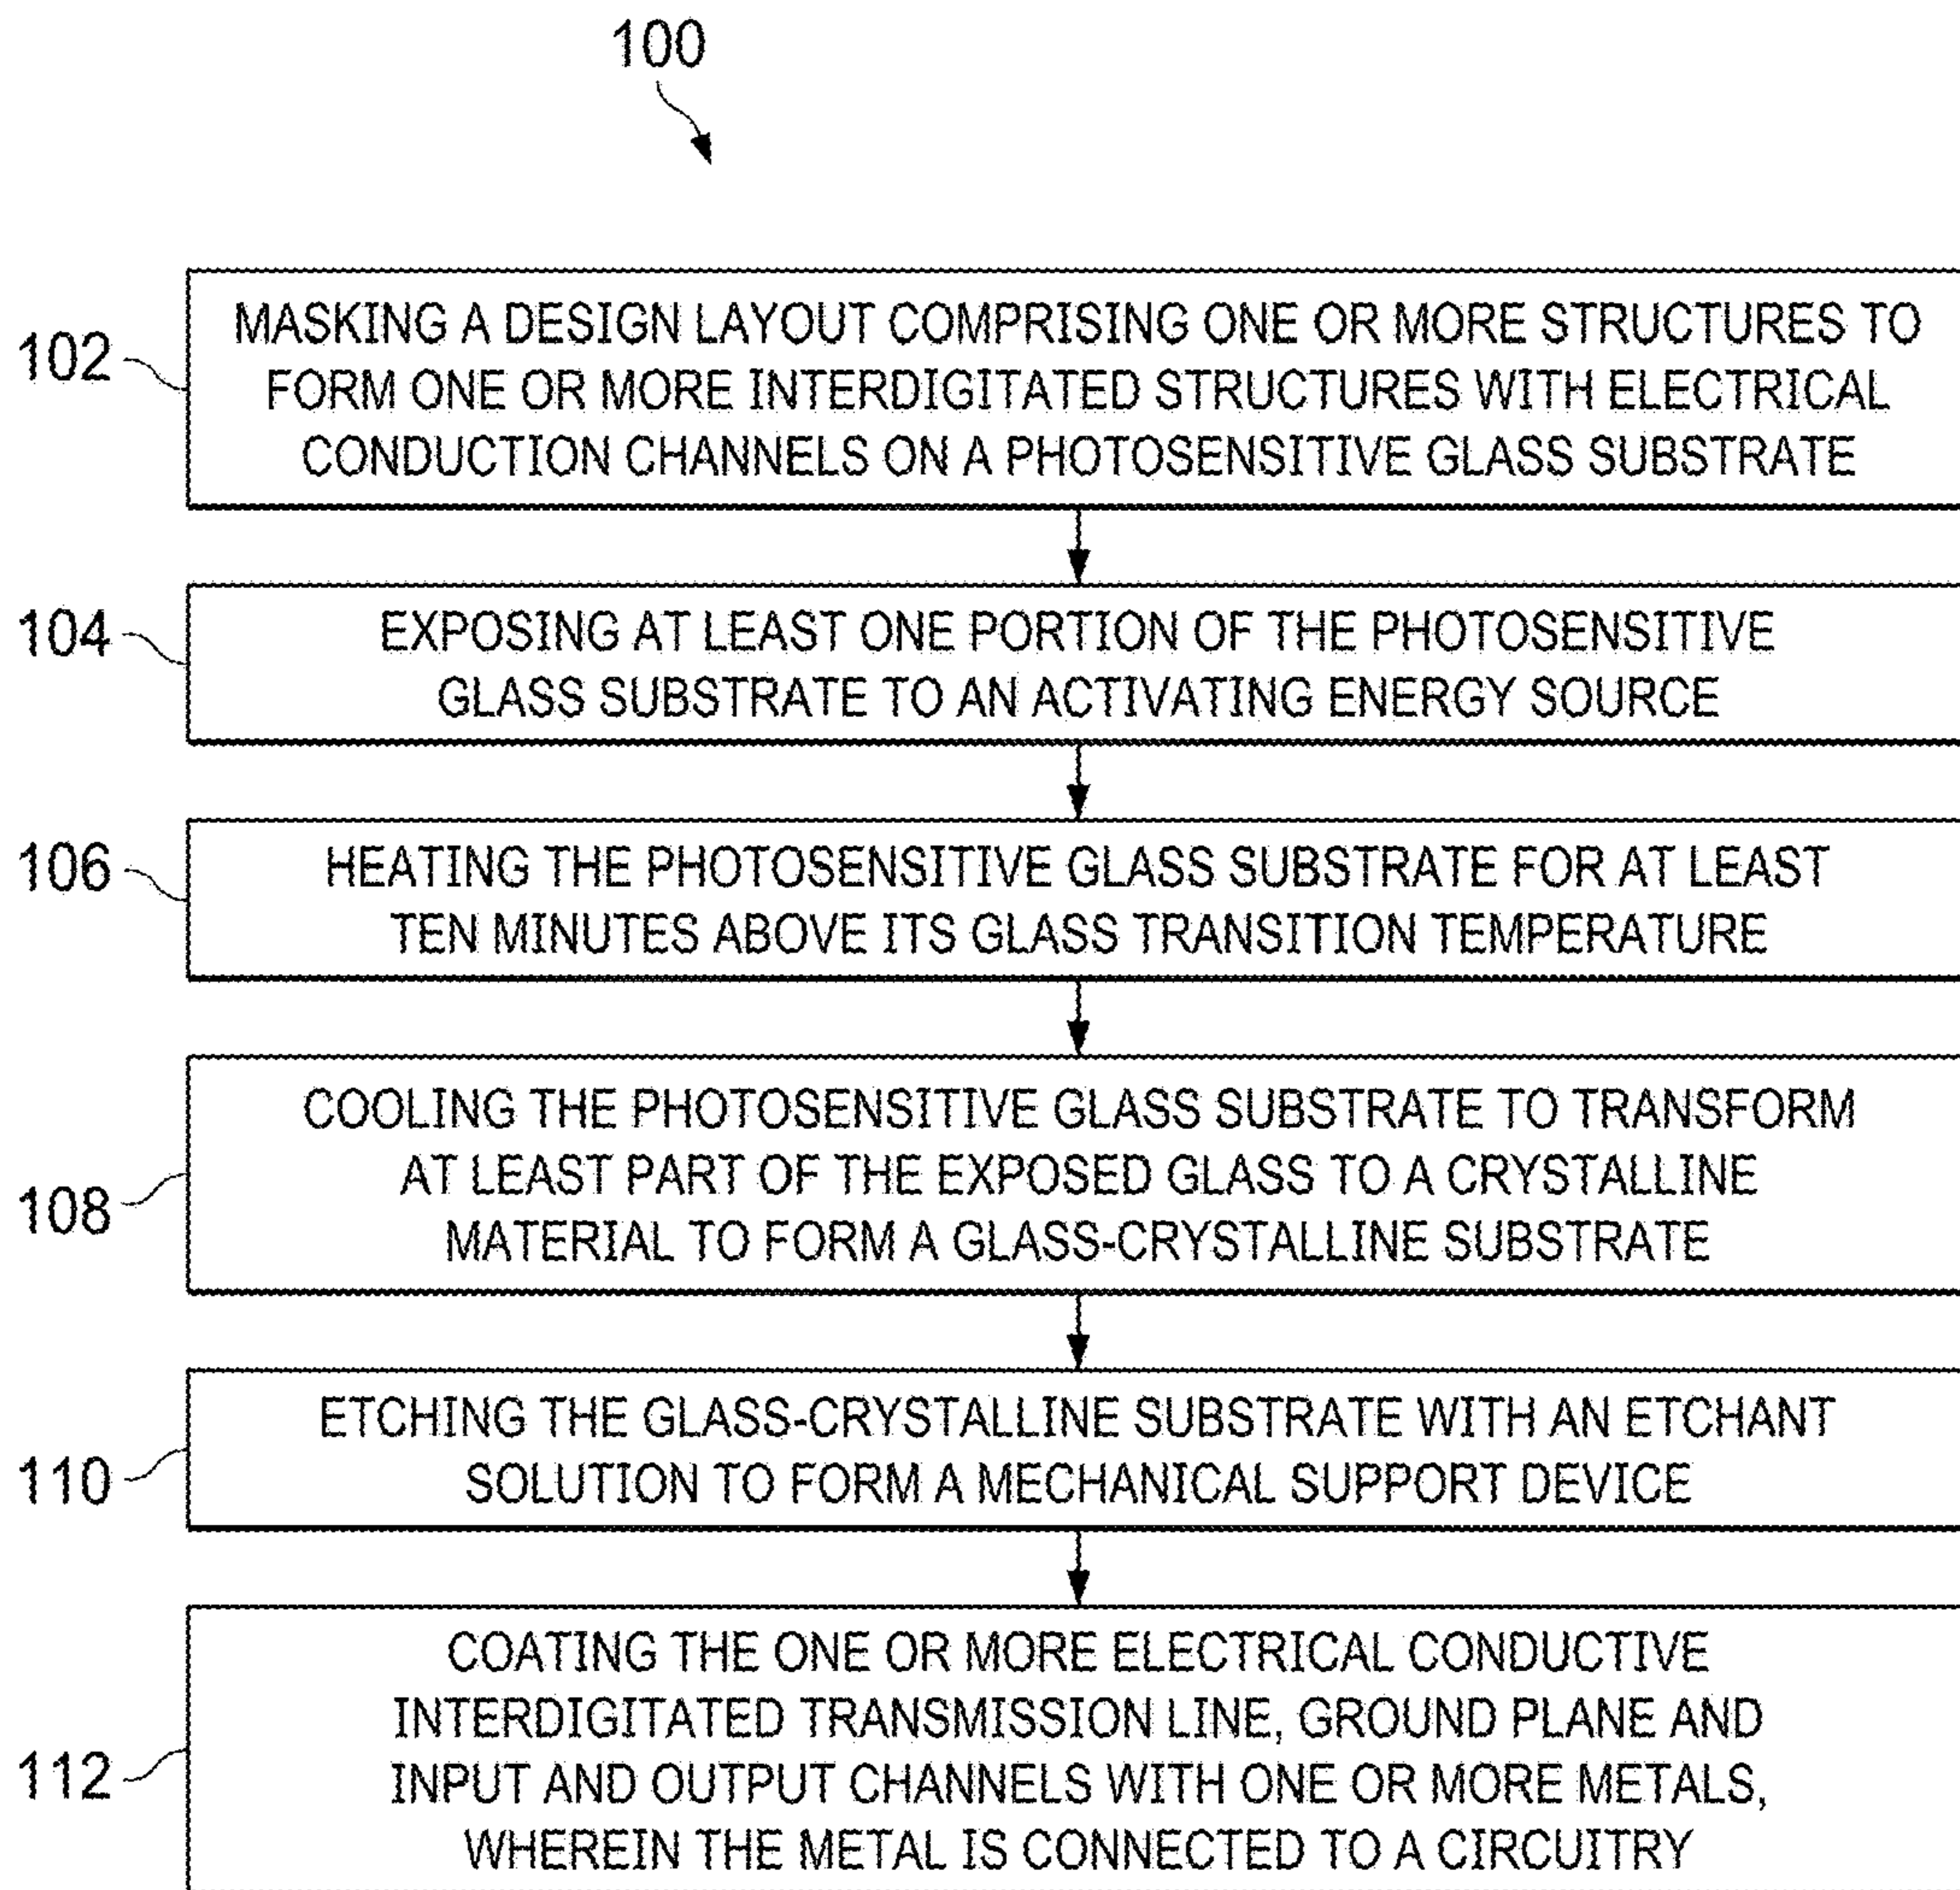 100
102
MASKING A DESIGN LAYOUT COMPRISING ONE OR MORE STRUCTURES TO
FORM ONE OR MORE INTERDIGITATED STRUCTURES WITH ELECTRICAL
CONDUCTION CHANNELS ON A PHOTOSENSITIVE GLASS SUBSTRATE
104
EXPOSING AT LEAST ONE PORTION OF THE PHOTOSENSITIVE
GLASS SUBSTRATE TO AN ACTIVATING ENERGY SOURCE
106
HEATING THE PHOTOSENSITIVE GLASS SUBSTRATE FOR AT LEAST
TEN MINUTES ABOVE ITS GLASS TRANSITION TEMPERATURE
108
COOLING THE PHOTOSENSITIVE GLASS SUBSTRATE TO TRANSFORM
AT LEAST PART OF THE EXPOSED GLASS TO A CRYSTALLINE
MATERIAL TO FORM A GLASS-CRYSTALLINE SUBSTRATE
110
ETCHING THE GLASS-CRYSTALLINE SUBSTRATE WITH AN ETCHANT
SOLUTION TO FORM A MECHANICAL SUPPORT DEVICE
112
COATING THE ONE OR MORE ELECTRICAL CONDUCTIVE
INTERDIGITATED TRANSMISSION LINE, GROUND PLANE AND
INPUT AND OUTPUT CHANNELS WITH ONE OR MORE METALS,
WHEREIN THE METAL IS CONNECTED TO A CIRCUITRY